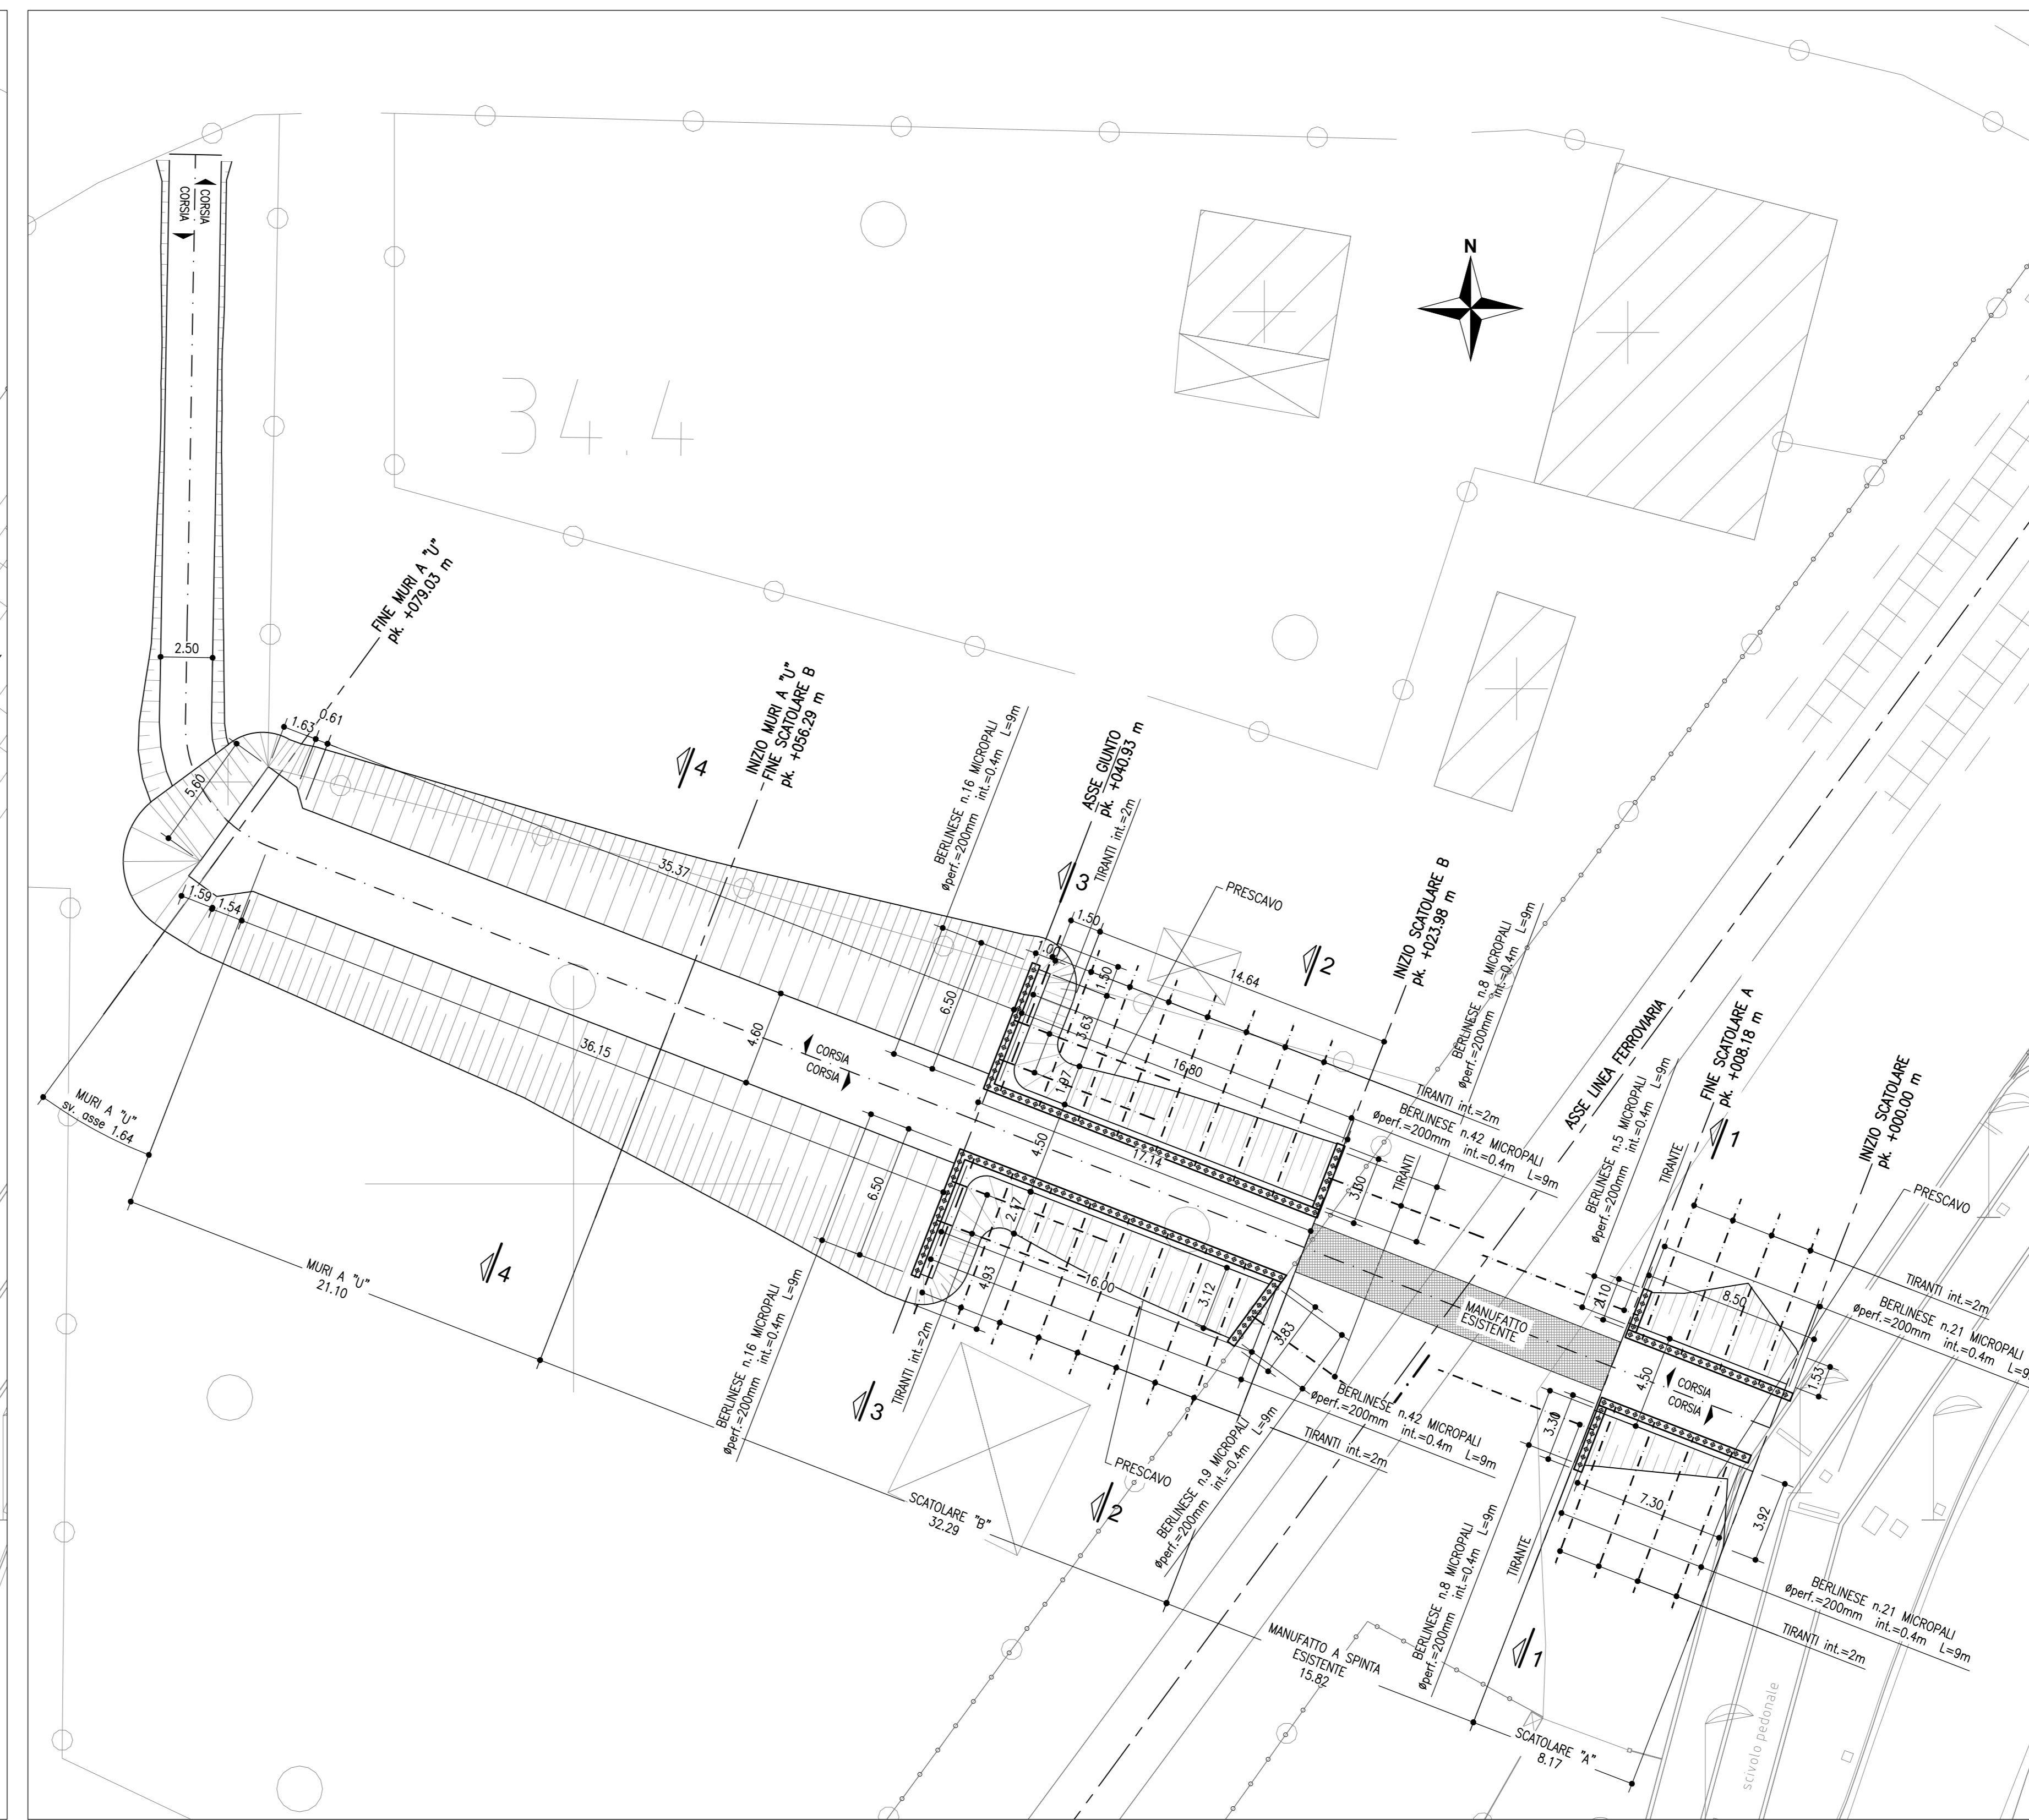 CORSIA
CORSIA
N
34.4
2.50
FINE MURI A "U"
pk. +079.03 m
1.63
0.61
5.60
1.59
1.54
35.37
36.15
4
INIZIO MURI A "U"
FINE SCATOLARE B
pk. +056.29 m
BERLINESE n.16 MICROPALI
øperf.=200mm int.=0.4m L=9m
ASSE GIUNTO
pk. +040.93 m
TIRANTI int.=2m
3
PRESCAVO
1.50
1.00
1.50
14.64
2
INIZIO SCATOLARE B
pk. +023.98 m
BERLINESE n.8 MICROPALI
øperf.=200mm int.=0.4m L=9m
6.50
3.63
16.80
1.97
4.60
CORSIA
CORSIA
4.50
17.14
TIRANTI int.=2m
BERLINESE n.42 MICROPALI
øperf.=200mm int.=0.4m L=9m
TIRANTI
ASSE LINEA FERROVIARIA
BERLINESE n.5 MICROPALI
øperf.=200mm int.=0.4m L=9m
FINE SCATOLARE A
pk. +008.18 m
TIRANTE
1
INIZIO SCATOLARE
pk. +000.00 m
PRESCAVO
MURI A "U"
sv. asse 1.64
MURI A "U"
21.10
4
6.50
2.17
4.93
16.00
3.12
3.83
MANUFATTO
ESISTENTE
2.10
8.50
TIRANTI int.=2m
BERLINESE n.21 MICROPALI
øperf.=200mm int.=0.4m L=9
1.53
4.50
CORSIA
CORSIA
3.30
7.30
3.92
BERLINESE n.16 MICROPALI
øperf.=200mm int.=0.4m L=9m
3
TIRANTI int.=2m
PRESCAVO
2
BERLINESE n.42 MICROPALI
øperf.=200mm int.=0.4m L=9m
TIRANTI int.=2m
BERLINESE n.9 MICROPALI
øperf.=200mm int.=0.4m L=9m
SCATOLARE "B"
32.29
BERLINESE n.8 MICROPALI
øperf.=200mm int.=0.4m L=9m
TIRANTE
1
BERLINESE n.21 MICROPALI
øperf.=200mm int.=0.4m L=9m
TIRANTI int.=2m
MANUFATTO A SPINTA
ESISTENTE
15.82
SCATOLARE "A"
8.17
scivolo pedonale